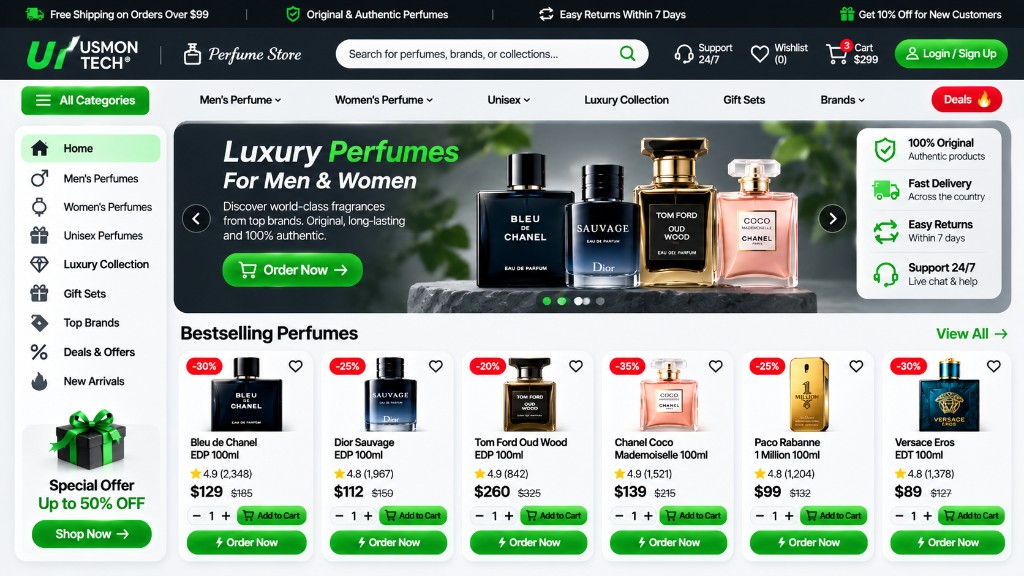 Free Shipping on Orders Over $99
Original & Authentic Perfumes
Easy Returns Within 7 Days
Get 10% Off for New Customers
USMON
TECH®
Perfume Store
Search for perfumes, brands, or collections...
Support
24/7
Wishlist
(0)
3
Cart
$299
Login / Sign Up
All Categories
Men's Perfume
Women's Perfume
Unisex
Luxury Collection
Gift Sets
Brands
Deals
Home
Men's Perfumes
Women's Perfumes
Unisex Perfumes
Luxury Collection
Gift Sets
Top Brands
Deals & Offers
New Arrivals
Special Offer
Up to 50% OFF
Shop Now →
Luxury Perfumes
For Men & Women
Discover world-class fragrances
from top brands. Original, long-lasting
and 100% authentic.
Order Now →
BLEU
DE
CHANEL
EAU DE PARFUM
SAUVAGE
EAU DE PARFUM
Dior
TOM FORD
OUD
WOOD
COCO
MADEMOISELLE
CHANEL
PARIS
100% Original
Authentic products
Fast Delivery
Across the country
Easy Returns
Within 7 days
Support 24/7
Live chat & help
Bestselling Perfumes
View All →
-30%
BLEU
DE
CHANEL
Bleu de Chanel
EDP 100ml
4.9 (2,348)
$129 $185
− 1 + Add to Cart
Order Now
-25%
SAUVAGE
Dior
Dior Sauvage
EDP 100ml
4.8 (1,967)
$112 $150
− 1 + Add to Cart
Order Now
-20%
TOM FORD
OUD
WOOD
Tom Ford Oud Wood
EDP 100ml
4.9 (842)
$260 $325
− 1 + Add to Cart
Order Now
-35%
COCO
CHANEL
Chanel Coco
Mademoiselle 100ml
4.9 (1,521)
$139 $215
− 1 + Add to Cart
Order Now
-25%
1
MILLION
Paco Rabanne
1 Million 100ml
4.8 (1,204)
$99 $132
− 1 + Add to Cart
Order Now
-30%
VERSACE
EROS
Versace Eros
EDT 100ml
4.8 (1,378)
$89 $127
− 1 + Add to Cart
Order Now